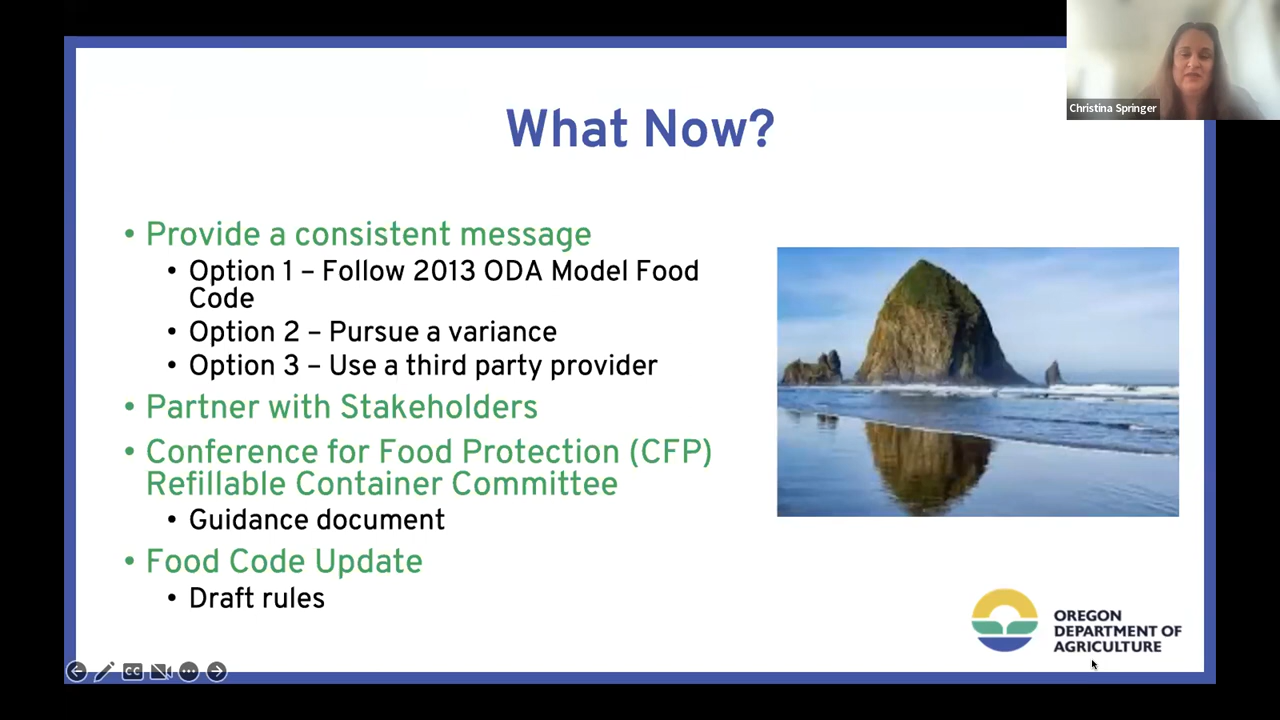 Christina Springer
What Now?
• Provide a consistent message
• Option 1 – Follow 2013 ODA Model Food
Code
• Option 2 – Pursue a variance
• Option 3 – Use a third party provider
• Partner with Stakeholders
• Conference for Food Protection (CFP)
Refillable Container Committee
• Guidance document
• Food Code Update
• Draft rules
OREGON
DEPARTMENT OF
AGRICULTURE
CC